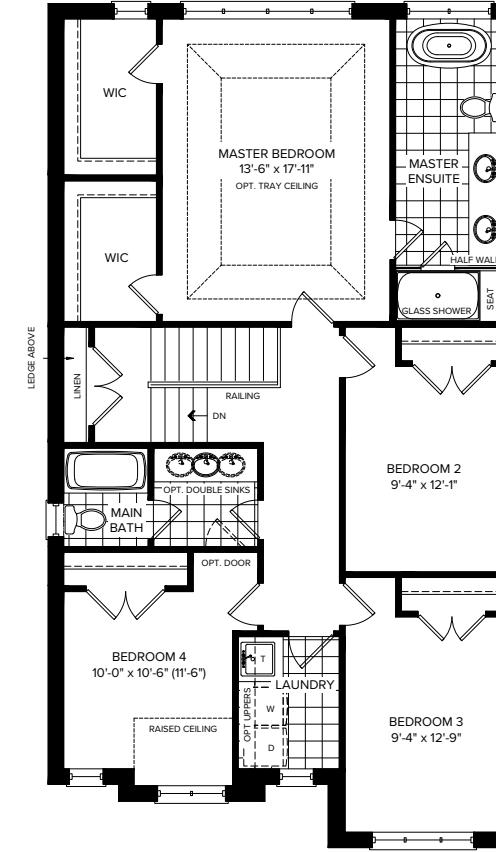 WIC
MASTER BEDROOM
13'-6" x 17'-11"
OPT. TRAY CEILING
MASTER
ENSUITE
WIC
HALF WALL
GLASS SHOWER
SEAT
LEDGE ABOVE
LINEN
RAILING
DN
BEDROOM 2
9'-4" x 12'-1"
OPT. DOUBLE SINKS
MAIN
BATH
OPT. DOOR
BEDROOM 4
10'-0" x 10'-6" (11'-6")
T
LAUNDRY
OPT UPPERS
W
D
RAISED CEILING
BEDROOM 3
9'-4" x 12'-9"